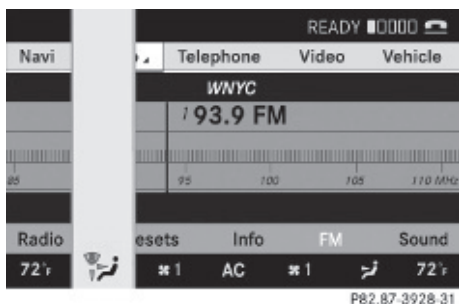 READY
Navi Telephone Video Vehicle
WNYC
1 93.9 FM
95 100 105 110 MHz
Radio esets Info FM Sound
72°F 1 AC 1 72°F
P82.87-3928-31